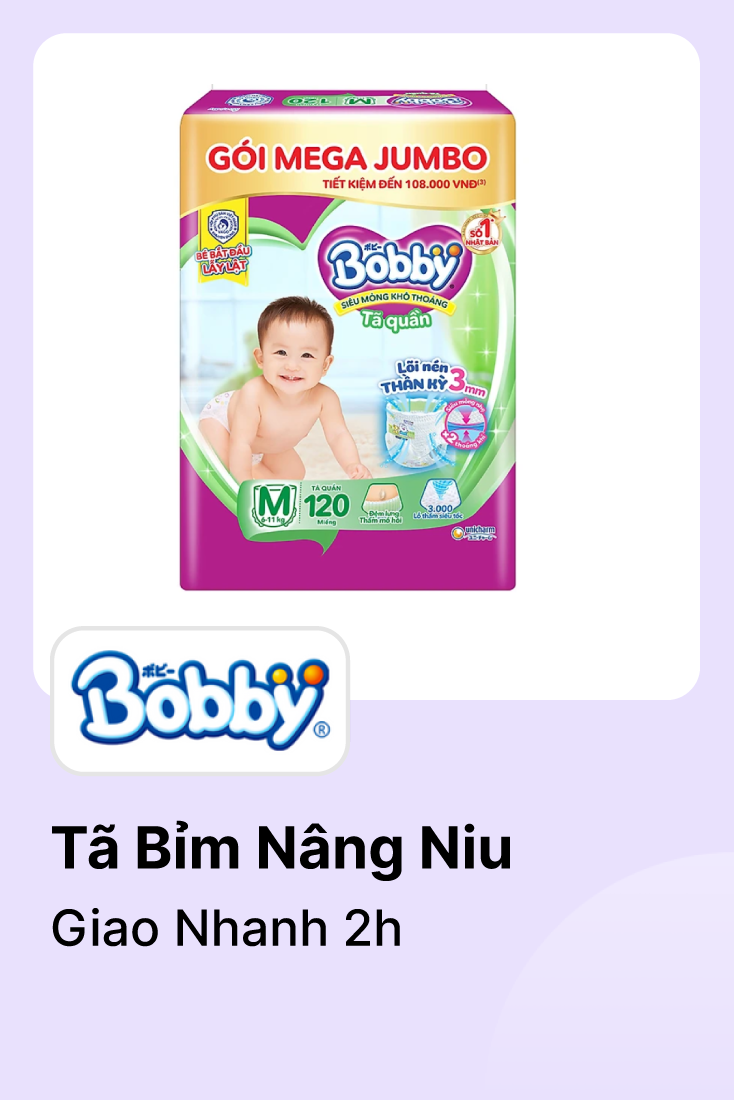 Bobby
M 120
GÓI MEGA JUMBO
TIẾT KIỆM ĐẾN 108.000 VNĐ(3)
BÉ BẮT ĐẦU
LẪY LẬT
SỐ 1
NHẬT BẢN
ボビー
Bobby
SIÊU MỎNG KHÔ THOÁNG
Tã quần
Lõi nén
THẦN KỲ 3mm
M
6-11 kg
TÃ QUẦN
120
Miếng
Đệm lưng
Thấm mồ hôi
3.000
Lỗ thấm siêu tốc
unicharm
ボビー
Bobby®
Tã Bỉm Nâng Niu
Giao Nhanh 2h